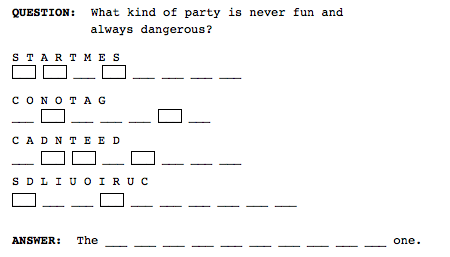 QUESTION: What kind of party is never fun and
always dangerous?
S T A R T M E S
C O N O T A G
C A D N T E E D
S D L I U O I R U C
ANSWER: The ___ ___ ___ ___ ___ ___ ___ ___ ___ ___ one.